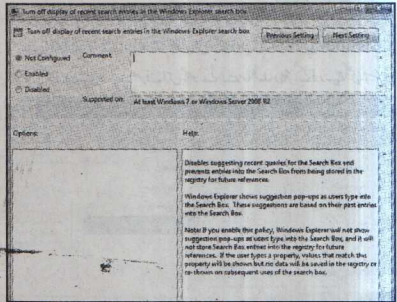 Turn off display of recent search entries in the Windows Explorer search box
Turn off display of recent search entries in the Windows Explorer search box
Previous Setting
Next Setting
Not Configured
Comment:
Enabled
Disabled
Supported on:
At least Windows 7 or Windows Server 2008 R2
Options:
Help:
Disables suggesting recent queries for the Search Box and
prevents entries into the Search Box from being stored in the
registry for future references.
Windows Explorer shows suggestion pop-ups as users type into
the Search Box. These suggestions are based on their past entries
into the Search Box.
Note: If you enable this policy, Windows Explorer will not show
suggestion pop-ups as users type into the Search Box, and it will
not store Search Box entries into the registry for future
references. If the user types a property, values that match this
property will be shown but no data will be saved in the registry or
re-shown on subsequent uses of the search box.